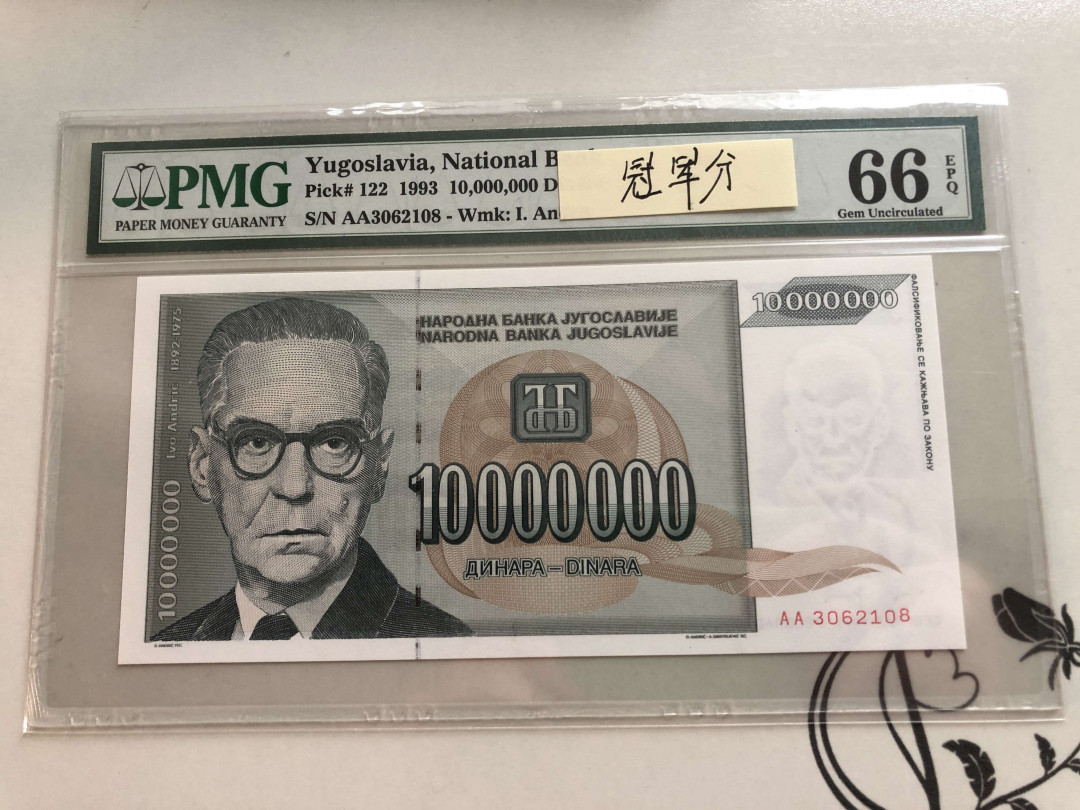 PMG
PAPER MONEY GUARANTY
Yugoslavia, National
Pick# 122 1993 10,000,000
S/N AA3062108 - Wmk: I.
冠军分
66
EPQ
Gem Uncirculated
Ivo Andrić 1892-1975
10000000
НАРОДНА БАНКА ЈУГОСЛАВИЈЕ
NARODNA BANKA JUGOSLAVIJE
10000000
ФАЛСИФИКОВАЊЕ СЕ КАЖЊАВА ПО ЗАКОНУ
НБЈ
10000000
ДИНАРА – DINARA
AA 3062108